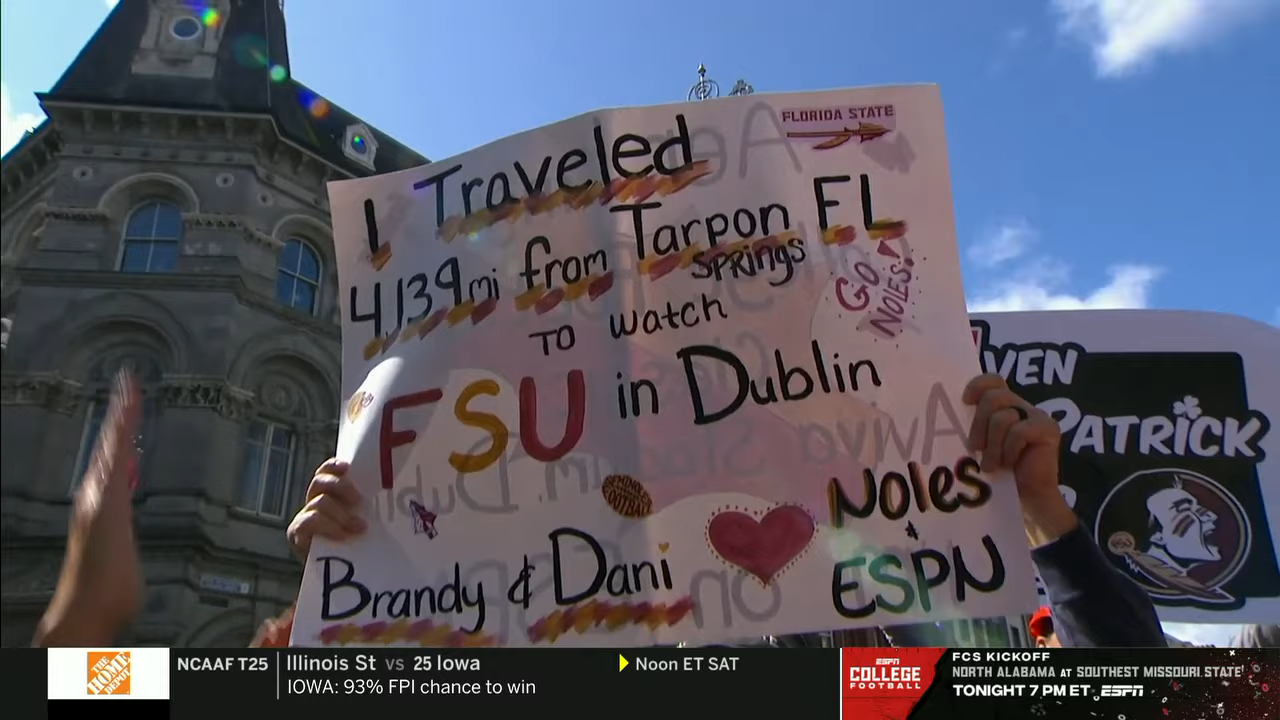 FLORIDA STATE
I Traveled
4,139mi from Tarpon FL
SPRINGS
GO
NOLES!
TO watch
FSU in Dublin
Noles
&
Brandy & Dani
ESPN
VEN
PATRICK
THE
HOME
DEPOT
NCAAF T25
Illinois St vs 25 Iowa
IOWA: 93% FPI chance to win
Noon ET SAT
ESPN
COLLEGE
FOOTBALL
FCS KICKOFF
NORTH ALABAMA AT SOUTHEST MISSOURI STATE
TONIGHT 7 PM ET ESPN